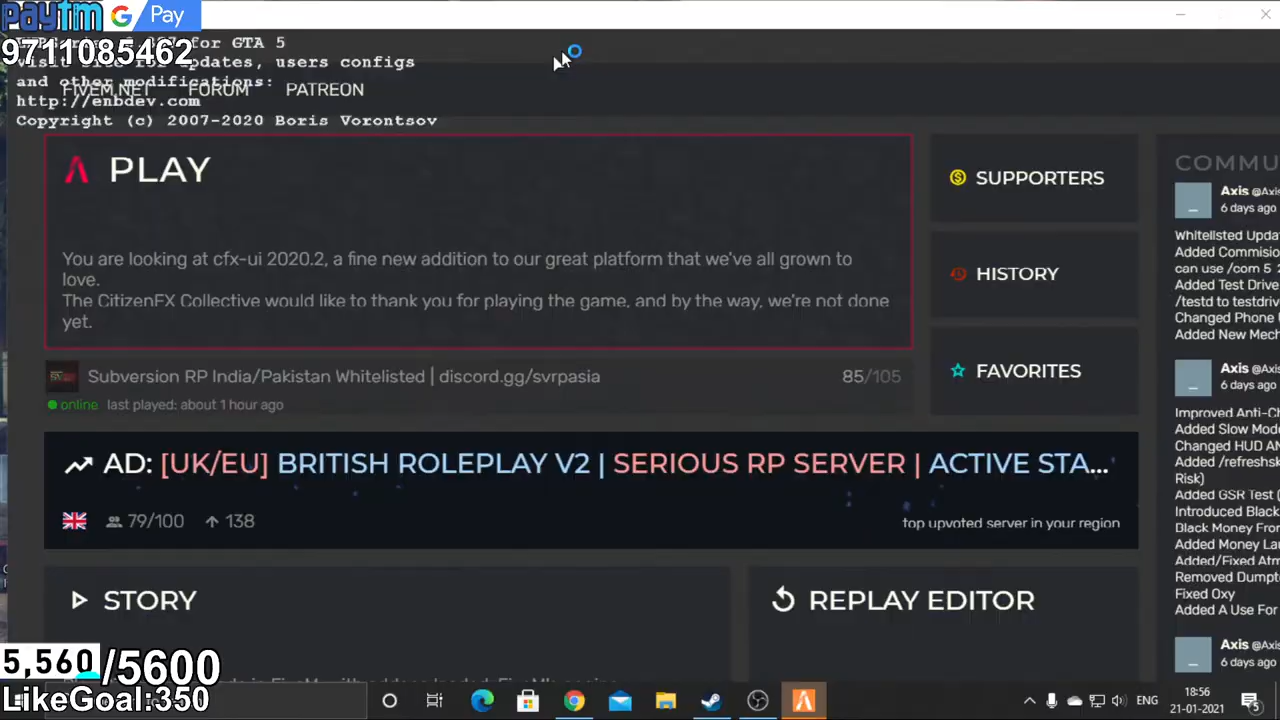 paytm G Pay
9711085462
for GTA 5
updates, users configs
and other modifications:
http://enbdev.com
Copyright (c) 2007-2020 Boris Vorontsov
FIVEM.NET FORUM PATREON
PLAY
You are looking at cfx-ui 2020.2, a fine new addition to our great platform that we've all grown to
love.
The CitizenFX Collective would like to thank you for playing the game, and by the way, we're not done
yet.
Subversion RP India/Pakistan Whitelisted | discord.gg/svrpasia
85/105
online last played: about 1 hour ago
AD: [UK/EU] BRITISH ROLEPLAY V2 | SERIOUS RP SERVER | ACTIVE STA...
79/100 138
top upvoted server in your region
STORY
REPLAY EDITOR
SUPPORTERS
HISTORY
FAVORITES
COMMU
Axis @Axis
6 days ago
Whitelisted Upda
Added Commisio
can use /com 5
Added Test Drive
/testd to testdriv
Changed Phone
Added New Mech
Axis @Axis
6 days ago
Improved Anti-Ch
Added Slow Mode
Changed HUD A
Added /refreshsk
Risk)
Added GSR Test (
Introduced Black
Black Money From
Added Money La
Added/Fixed Atm
Removed Dumpt
Fixed Oxy
Added A Use For
Axis @Axis
6 days ago
5,560/5600
LikeGoal:350
ENG
18:56
21-01-2021
5